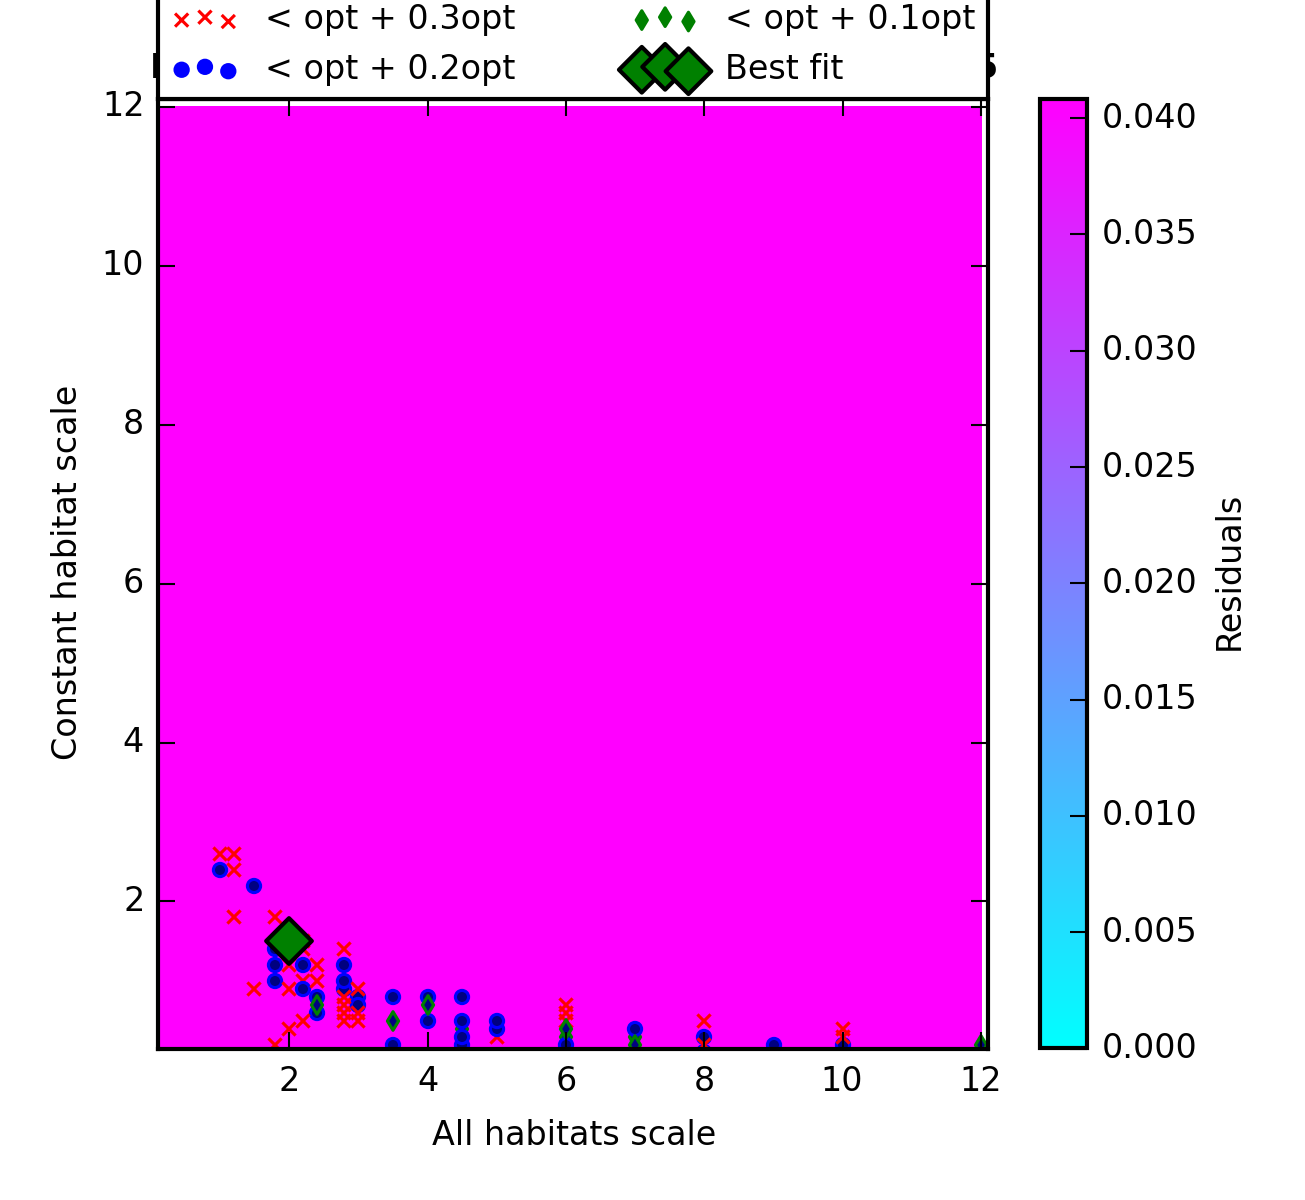 < opt + 0.3opt
< opt + 0.1opt
< opt + 0.2opt
Best fit
12
10
8
6
4
2
Constant habitat scale
2 4 6 8 10 12
All habitats scale
0.040
0.035
0.030
0.025
0.020
0.015
0.010
0.005
0.000
Residuals